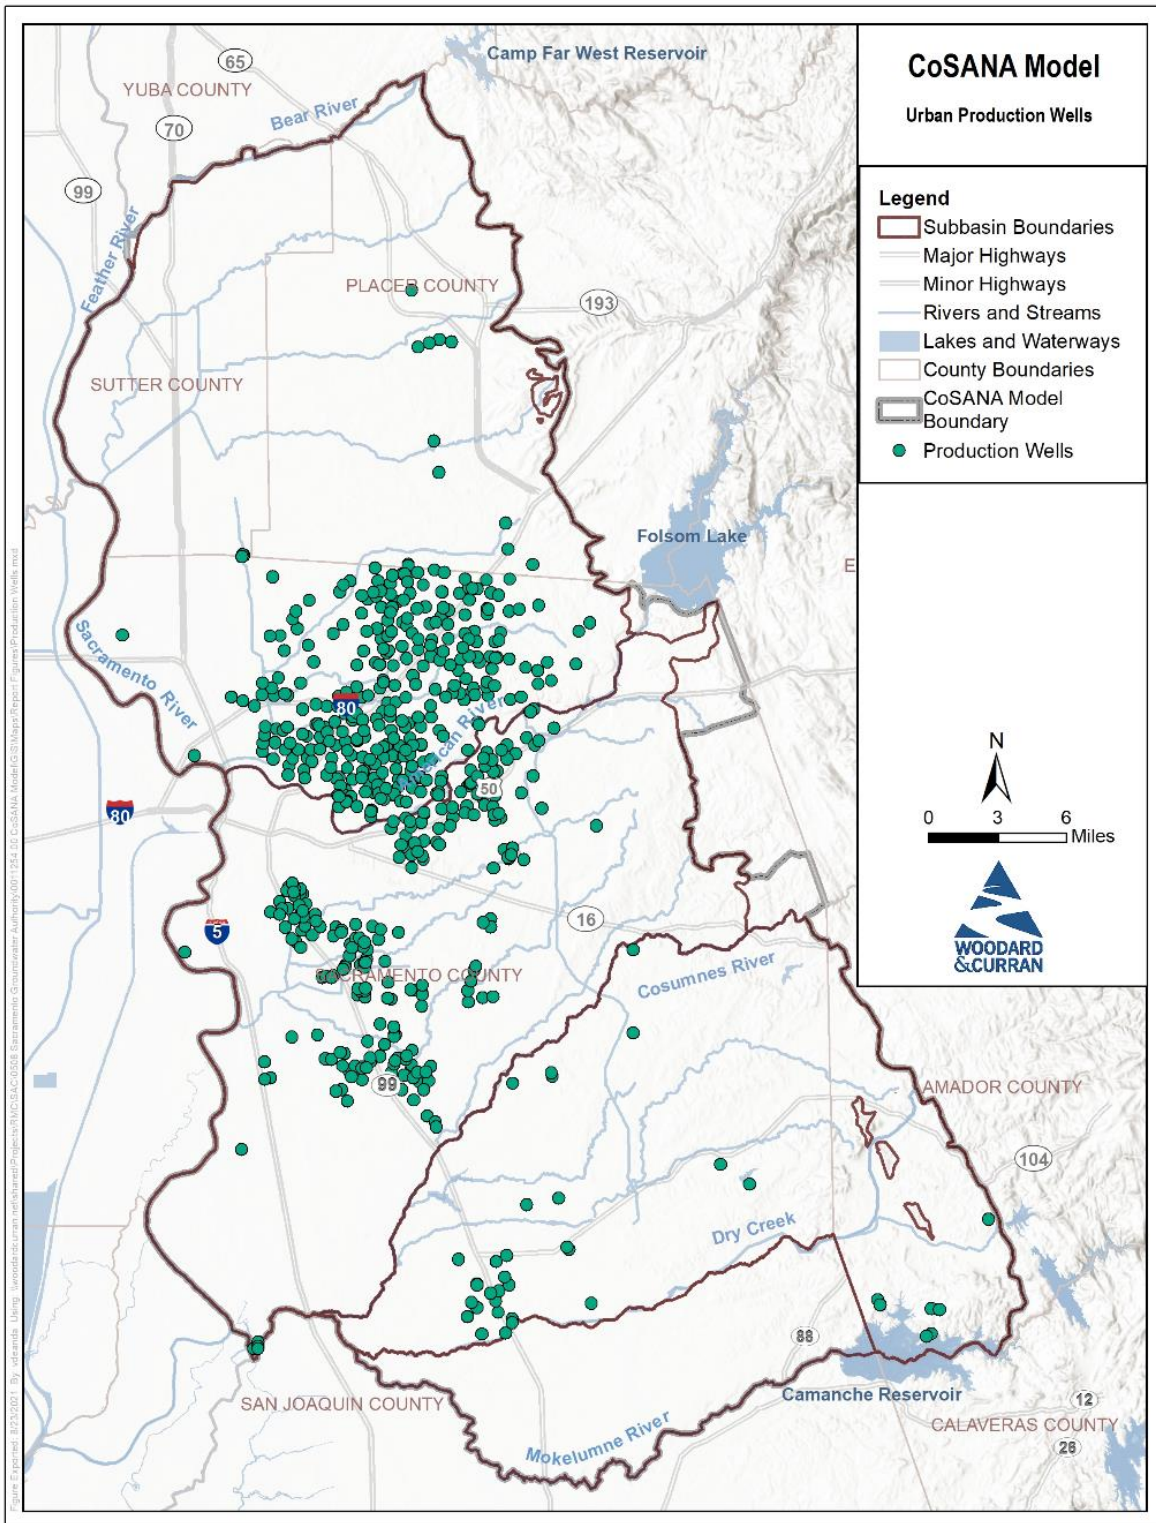 CoSANA Model
Urban Production Wells
Legend
Subbasin Boundaries
Major Highways
Minor Highways
Rivers and Streams
Lakes and Waterways
County Boundaries
CoSANA Model
Boundary
Production Wells
N
0 3 6
Miles
WOODARD
&CURRAN
Camp Far West Reservoir
65
YUBA COUNTY
Bear River
70
99
Feather River
PLACER COUNTY
193
SUTTER COUNTY
Folsom Lake
E
Sacramento River
80
American River
50
80
16
5
SACRAMENTO COUNTY
Cosumnes River
99
AMADOR COUNTY
104
Dry Creek
88
Camanche Reservoir
SAN JOAQUIN COUNTY
12
CALAVERAS COUNTY
26
Mokelumne River